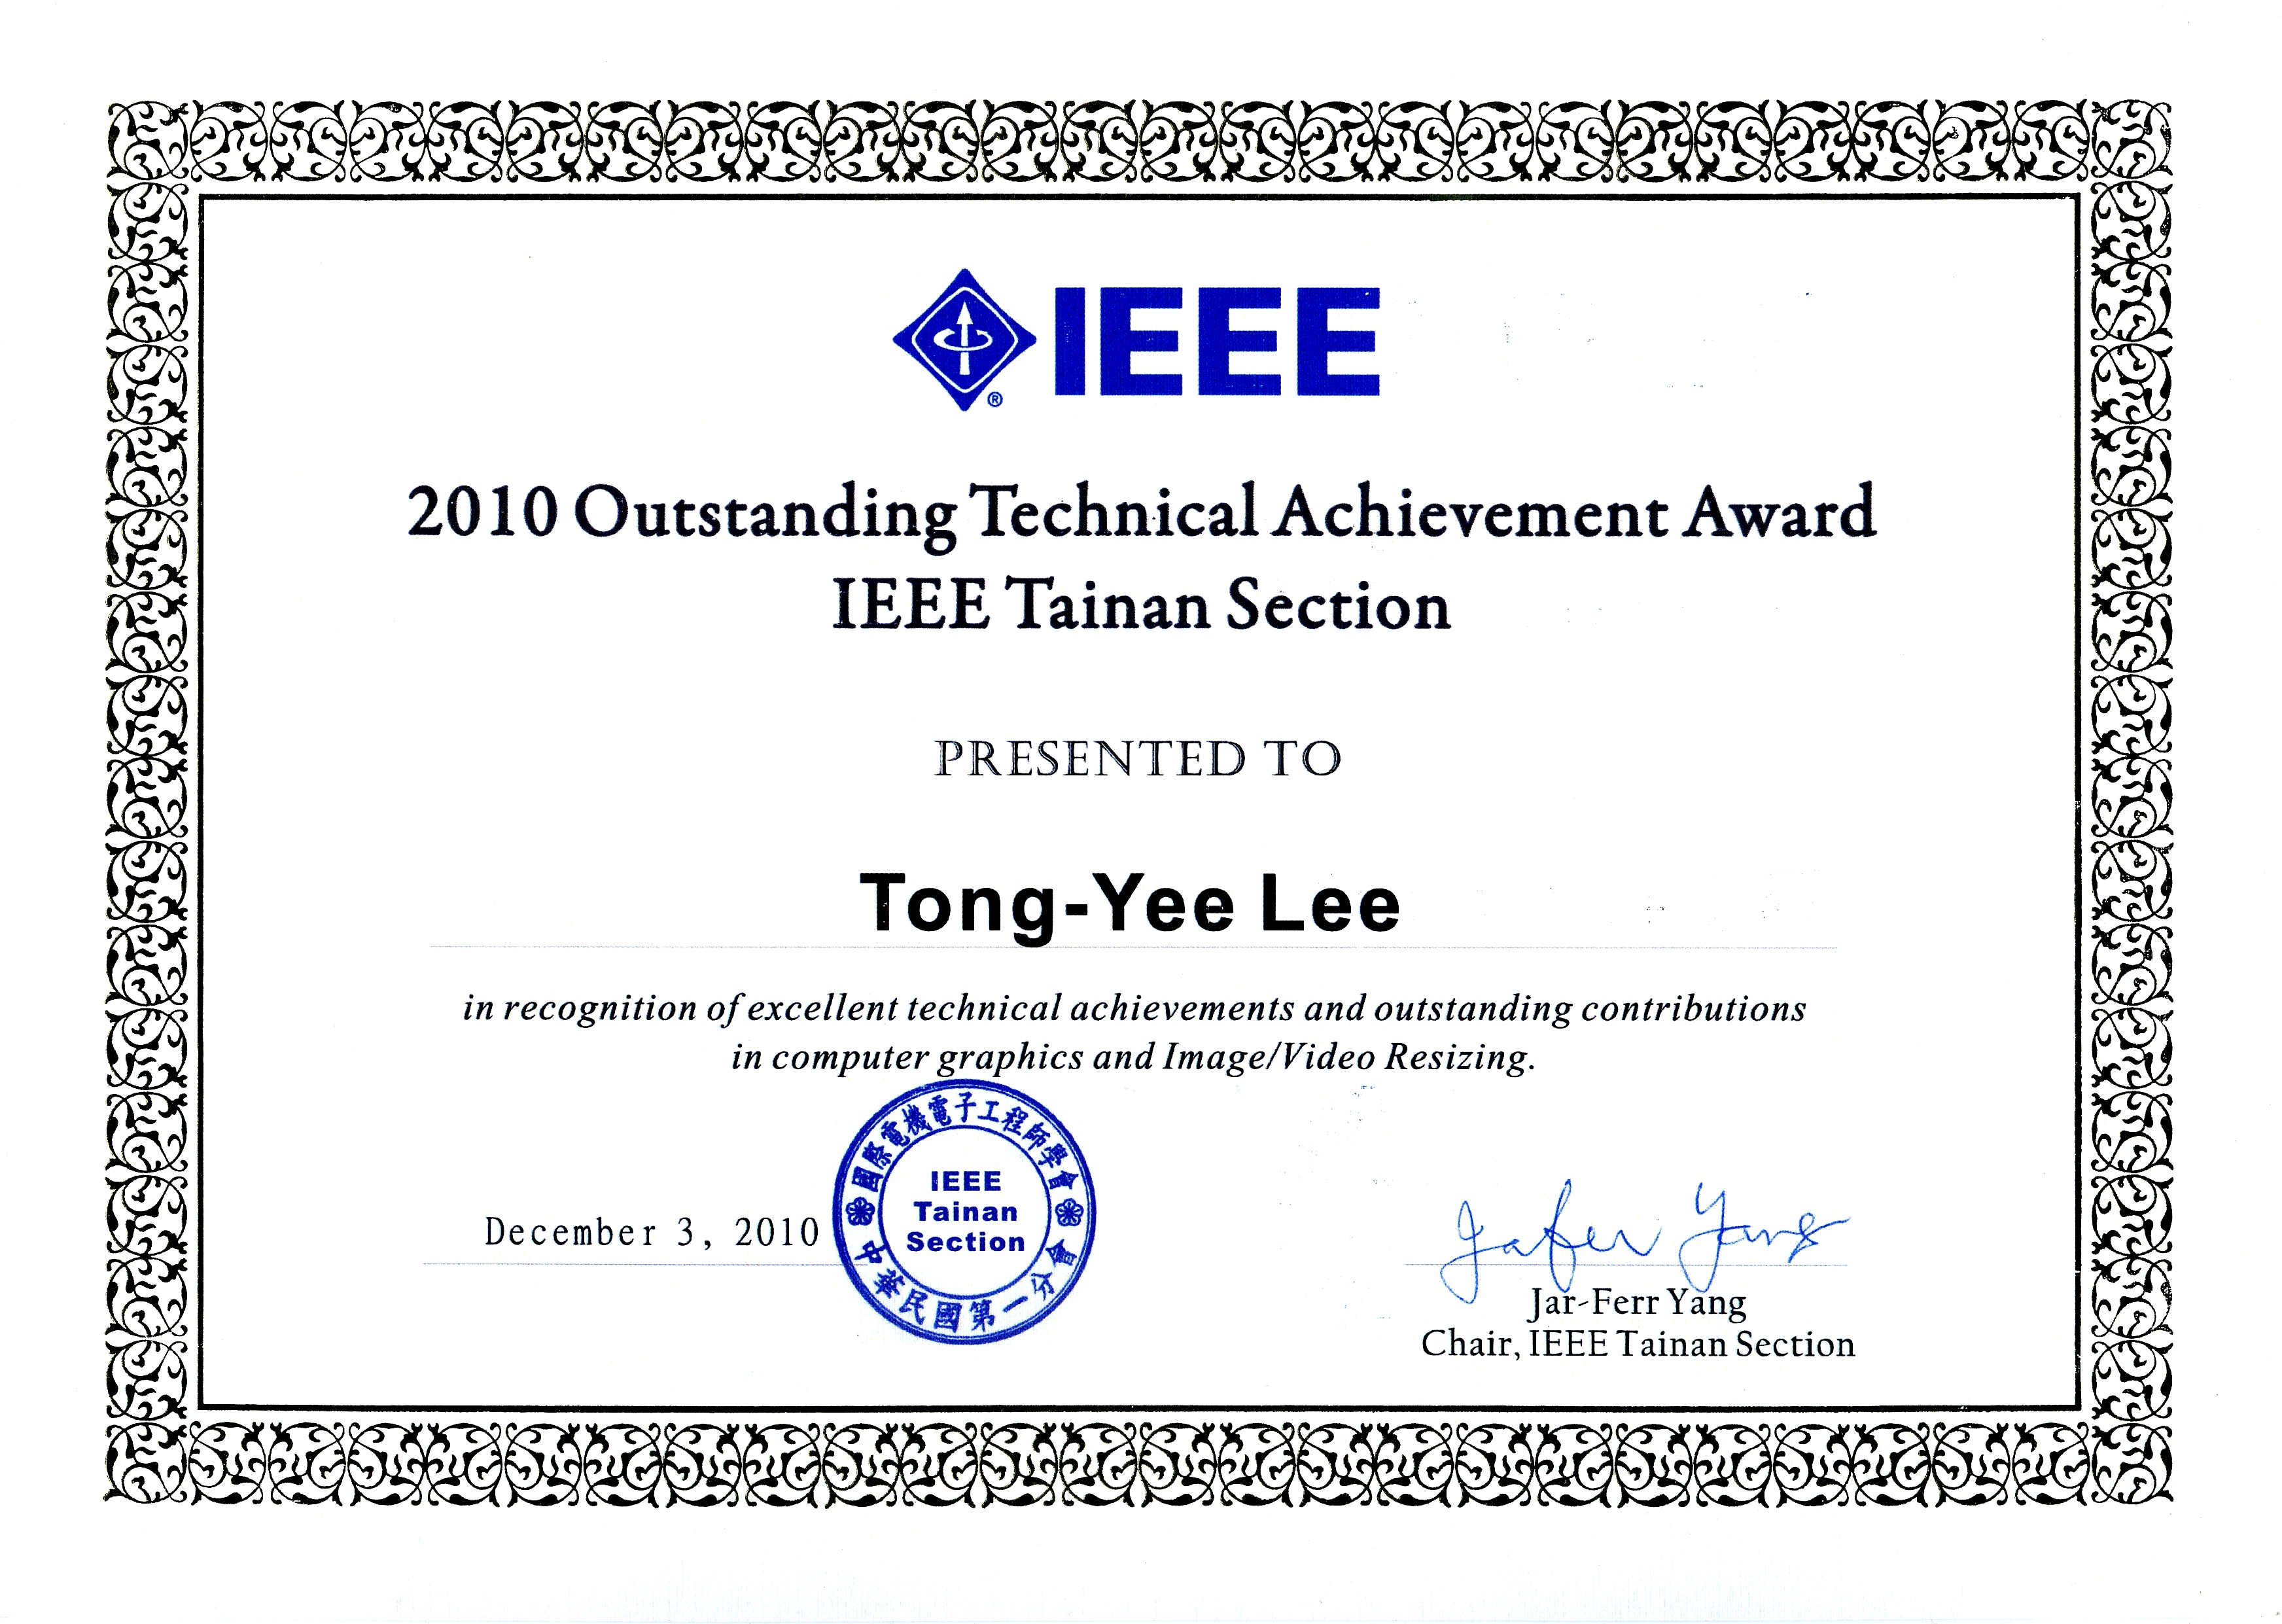 IEEE
®
2010 Outstanding Technical Achievement Award
IEEE Tainan Section
PRESENTED TO
Tong-Yee Lee
in recognition of excellent technical achievements and outstanding contributions
in computer graphics and Image/Video Resizing.
December 3, 2010
國際電機電子工程師學會
IEEE
Tainan
Section
中華民國第一分會
Jafer Yang
Jar-Ferr Yang
Chair, IEEE Tainan Section